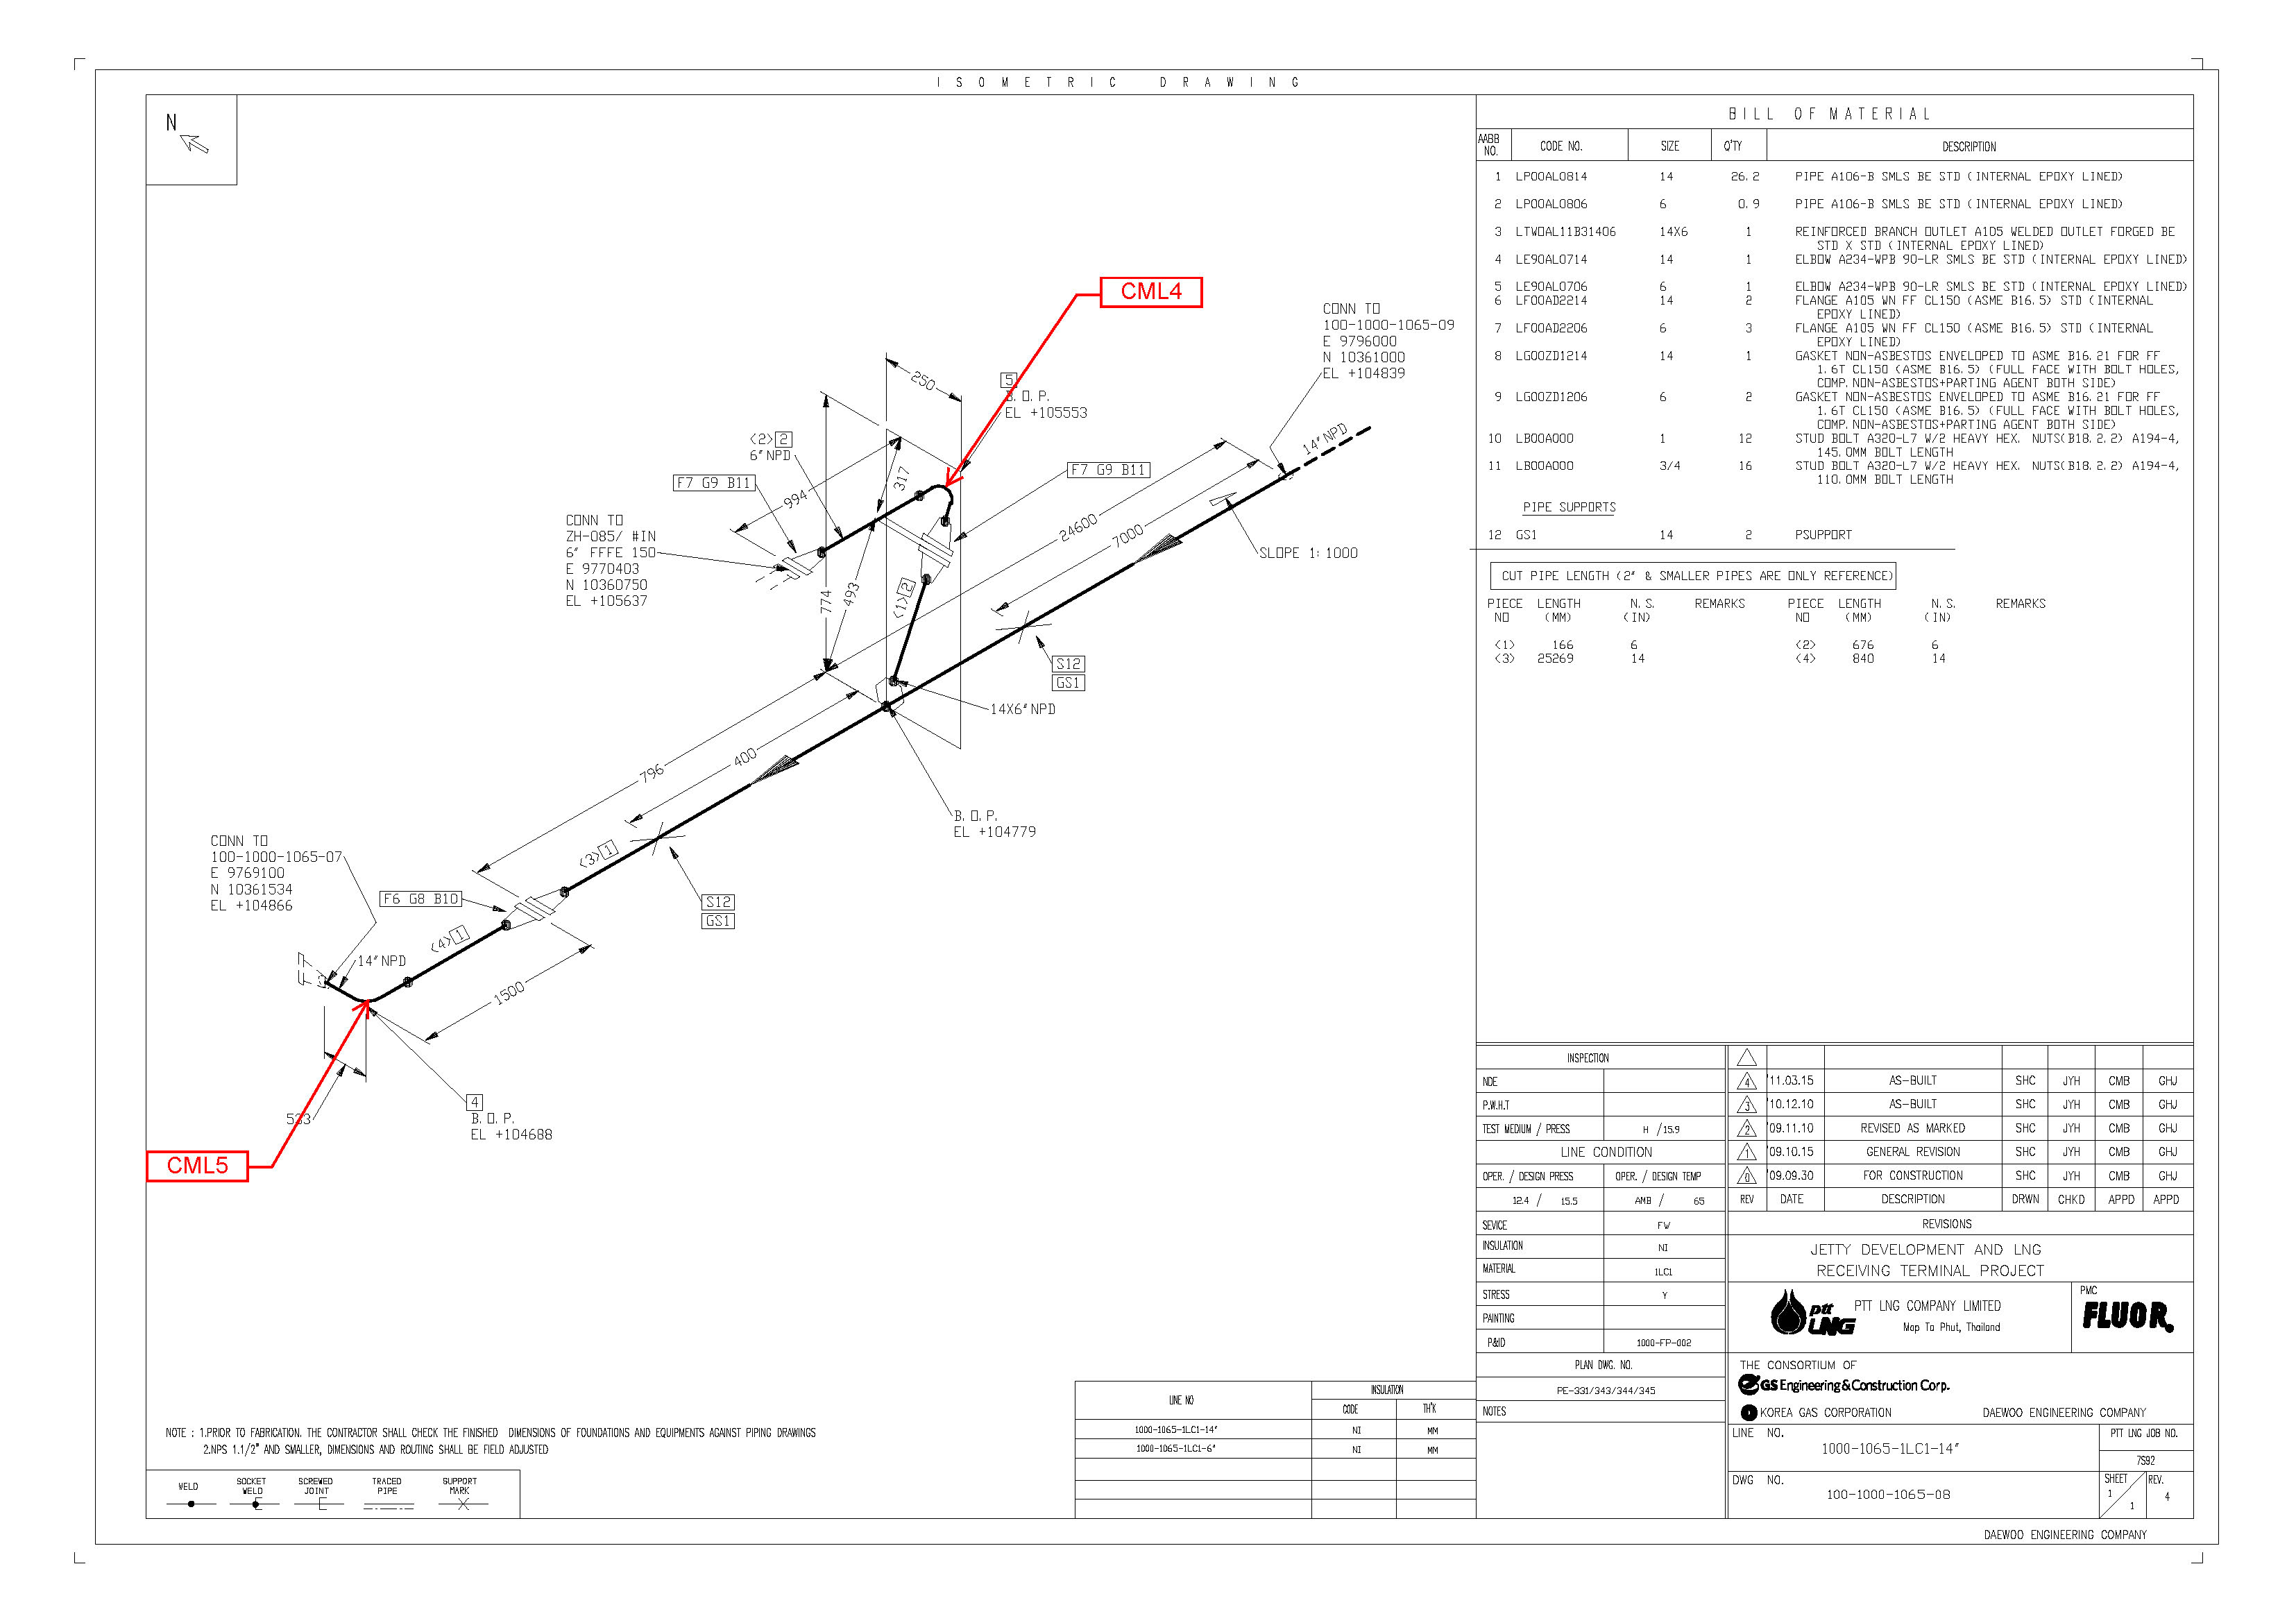 ISOMETRIC DRAWING
N
CML4
CONN TO
100-1000-1065-09
E 9796000
N 10361000
EL +104839
250
5
B.O.P.
EL +105553
14"NPD
<2> 2
6"NPD
F7 G9 B11
F7 G9 B11
994
317
24600
7000
CONN TO
ZH-085/ #IN
6" FFFE 150
E 9770403
N 10360750
EL +105637
SLOPE 1:1000
774
493
<1> 2
S12
GS1
14X6"NPD
796
400
B.O.P.
EL +104779
CONN TO
100-1000-1065-07
E 9769100
N 10361534
EL +104866
<3> 1
F6 G8 B10
S12
GS1
<4> 1
14"NPD
1500
533
4
B.O.P.
EL +104688
CML5
NOTE : 1.PRIOR TO FABRICATION. THE CONTRACTOR SHALL CHECK THE FINISHED DIMENSIONS OF FOUNDATIONS AND EQUIPMENTS AGAINST PIPING DRAWINGS
2.NPS 1.1/2" AND SMALLER, DIMENSIONS AND ROUTING SHALL BE FIELD ADJUSTED
WELD SOCKET WELD SCREWED JOINT TRACED PIPE SUPPORT MARK
LINE NO INSULATION
CODE TH'K
1000-1065-1LC1-14" NI MM
1000-1065-1LC1-6" NI MM
BILL OF MATERIAL
AABB NO. CODE NO. SIZE Q'TY DESCRIPTION
1 LP00AL0814 14 26.2 PIPE A106-B SMLS BE STD (INTERNAL EPOXY LINED)
2 LP00AL0806 6 0.9 PIPE A106-B SMLS BE STD (INTERNAL EPOXY LINED)
3 LTWOAL11B31406 14X6 1 REINFORCED BRANCH OUTLET A105 WELDED OUTLET FORGED BE
STD X STD (INTERNAL EPOXY LINED)
4 LE90AL0714 14 1 ELBOW A234-WPB 90-LR SMLS BE STD (INTERNAL EPOXY LINED)
5 LE90AL0706 6 1 ELBOW A234-WPB 90-LR SMLS BE STD (INTERNAL EPOXY LINED)
6 LF00AD2214 14 2 FLANGE A105 WN FF CL150 (ASME B16.5) STD (INTERNAL
EPOXY LINED)
7 LF00AD2206 6 3 FLANGE A105 WN FF CL150 (ASME B16.5) STD (INTERNAL
EPOXY LINED)
8 LG00ZD1214 14 1 GASKET NON-ASBESTOS ENVELOPED TO ASME B16.21 FOR FF
1.6T CL150 (ASME B16.5) (FULL FACE WITH BOLT HOLES,
COMP.NON-ASBESTOS+PARTING AGENT BOTH SIDE)
9 LG00ZD1206 6 2 GASKET NON-ASBESTOS ENVELOPED TO ASME B16.21 FOR FF
1.6T CL150 (ASME B16.5) (FULL FACE WITH BOLT HOLES,
COMP.NON-ASBESTOS+PARTING AGENT BOTH SIDE)
10 LB00A000 1 12 STUD BOLT A320-L7 W/2 HEAVY HEX. NUTS(B18.2.2) A194-4,
145.0MM BOLT LENGTH
11 LB00A000 3/4 16 STUD BOLT A320-L7 W/2 HEAVY HEX. NUTS(B18.2.2) A194-4,
110.0MM BOLT LENGTH
PIPE SUPPORTS
12 GS1 14 2 PSUPPORT
CUT PIPE LENGTH (2" & SMALLER PIPES ARE ONLY REFERENCE)
PIECE LENGTH N.S. REMARKS PIECE LENGTH N.S. REMARKS
NO (MM) (IN) NO (MM) (IN)
<1> 166 6 <2> 676 6
<3> 25269 14 <4> 840 14
INSPECTION
NDE
P.W.H.T
TEST MEDIUM / PRESS H /15.9
LINE CONDITION
OPER. / DESIGN PRESS OPER. / DESIGN TEMP
12.4 / 15.5 AMB / 65
SEVICE FW
INSULATION NI
MATERIAL 1LC1
STRESS Y
PAINTING
P&ID 1000-FP-002
PLAN DWG. NO.
PE-331/343/344/345
NOTES
4 '11.03.15 AS-BUILT SHC JYH CMB GHJ
3 '10.12.10 AS-BUILT SHC JYH CMB GHJ
2 '09.11.10 REVISED AS MARKED SHC JYH CMB GHJ
1 '09.10.15 GENERAL REVISION SHC JYH CMB GHJ
0 '09.09.30 FOR CONSTRUCTION SHC JYH CMB GHJ
REV DATE DESCRIPTION DRWN CHKD APPD APPD
REVISIONS
JETTY DEVELOPMENT AND LNG
RECEIVING TERMINAL PROJECT
ptt LNG
PTT LNG COMPANY LIMITED
Map Ta Phut, Thailand
PMC
FLUOR.
THE CONSORTIUM OF
GS Engineering & Construction Corp.
KOREA GAS CORPORATION DAEWOO ENGINEERING COMPANY
LINE NO. PTT LNG JOB NO.
1000-1065-1LC1-14"
7S92
DWG NO. SHEET REV.
100-1000-1065-08
1 / 1 4
DAEWOO ENGINEERING COMPANY